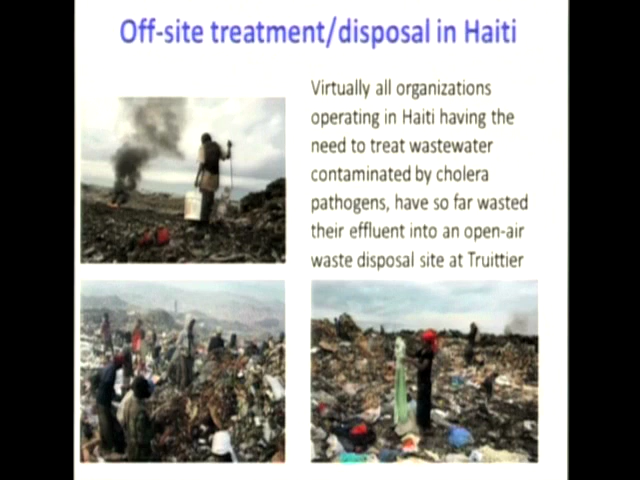 Off-site treatment/disposal in Haiti
Virtually all organizations
operating in Haiti having the
need to treat wastewater
contaminated by cholera
pathogens, have so far wasted
their effluent into an open-air
waste disposal site at Truittier